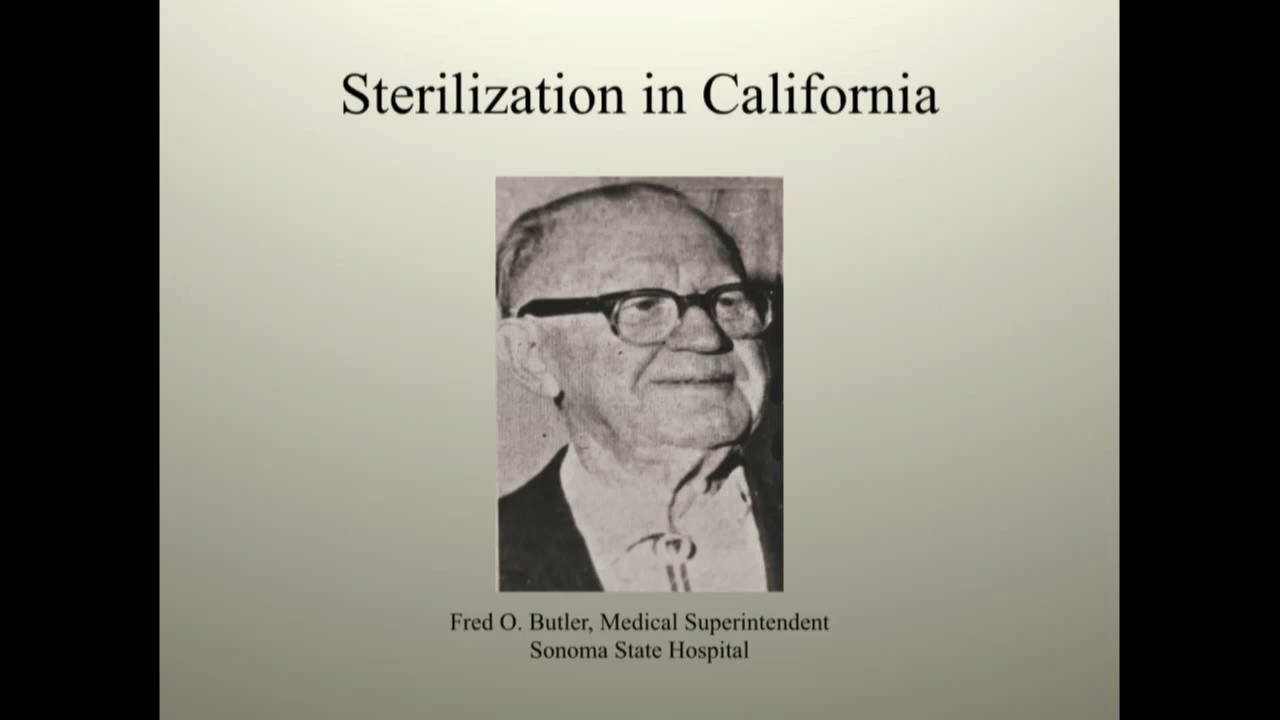 Sterilization in California
Fred O. Butler, Medical Superintendent
Sonoma State Hospital